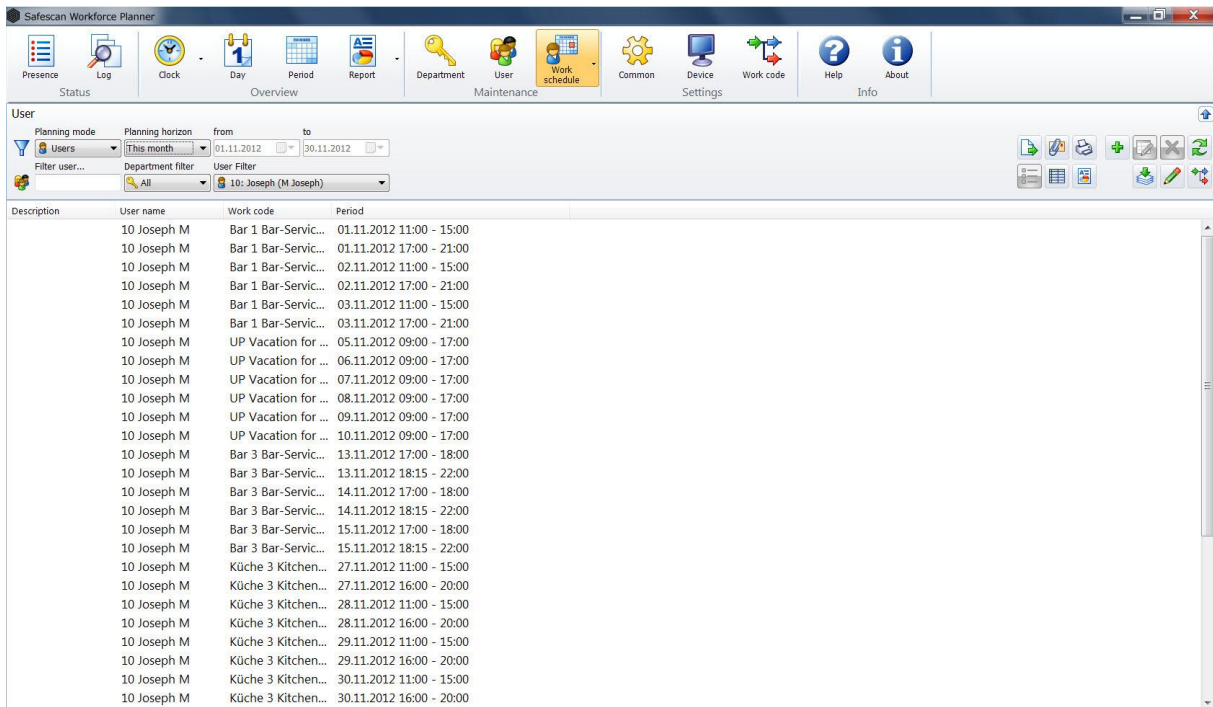 Safescan Workforce Planner
Presence Log Clock Day Period Report Department User Work schedule Common Device Work code Help About
Status Overview Maintenance Settings Info
User
Planning mode Planning horizon from to
Users This month 01.11.2012 30.11.2012
Filter user... Department filter User Filter
All 10: Joseph (M Joseph)
Description User name Work code Period
10 Joseph M Bar 1 Bar-Servic... 01.11.2012 11:00 - 15:00
10 Joseph M Bar 1 Bar-Servic... 01.11.2012 17:00 - 21:00
10 Joseph M Bar 1 Bar-Servic... 02.11.2012 11:00 - 15:00
10 Joseph M Bar 1 Bar-Servic... 02.11.2012 17:00 - 21:00
10 Joseph M Bar 1 Bar-Servic... 03.11.2012 11:00 - 15:00
10 Joseph M Bar 1 Bar-Servic... 03.11.2012 17:00 - 21:00
10 Joseph M UP Vacation for ... 05.11.2012 09:00 - 17:00
10 Joseph M UP Vacation for ... 06.11.2012 09:00 - 17:00
10 Joseph M UP Vacation for ... 07.11.2012 09:00 - 17:00
10 Joseph M UP Vacation for ... 08.11.2012 09:00 - 17:00
10 Joseph M UP Vacation for ... 09.11.2012 09:00 - 17:00
10 Joseph M UP Vacation for ... 10.11.2012 09:00 - 17:00
10 Joseph M Bar 3 Bar-Servic... 13.11.2012 17:00 - 18:00
10 Joseph M Bar 3 Bar-Servic... 13.11.2012 18:15 - 22:00
10 Joseph M Bar 3 Bar-Servic... 14.11.2012 17:00 - 18:00
10 Joseph M Bar 3 Bar-Servic... 14.11.2012 18:15 - 22:00
10 Joseph M Bar 3 Bar-Servic... 15.11.2012 17:00 - 18:00
10 Joseph M Bar 3 Bar-Servic... 15.11.2012 18:15 - 22:00
10 Joseph M Küche 3 Kitchen... 27.11.2012 11:00 - 15:00
10 Joseph M Küche 3 Kitchen... 27.11.2012 16:00 - 20:00
10 Joseph M Küche 3 Kitchen... 28.11.2012 11:00 - 15:00
10 Joseph M Küche 3 Kitchen... 28.11.2012 16:00 - 20:00
10 Joseph M Küche 3 Kitchen... 29.11.2012 11:00 - 15:00
10 Joseph M Küche 3 Kitchen... 29.11.2012 16:00 - 20:00
10 Joseph M Küche 3 Kitchen... 30.11.2012 11:00 - 15:00
10 Joseph M Küche 3 Kitchen... 30.11.2012 16:00 - 20:00